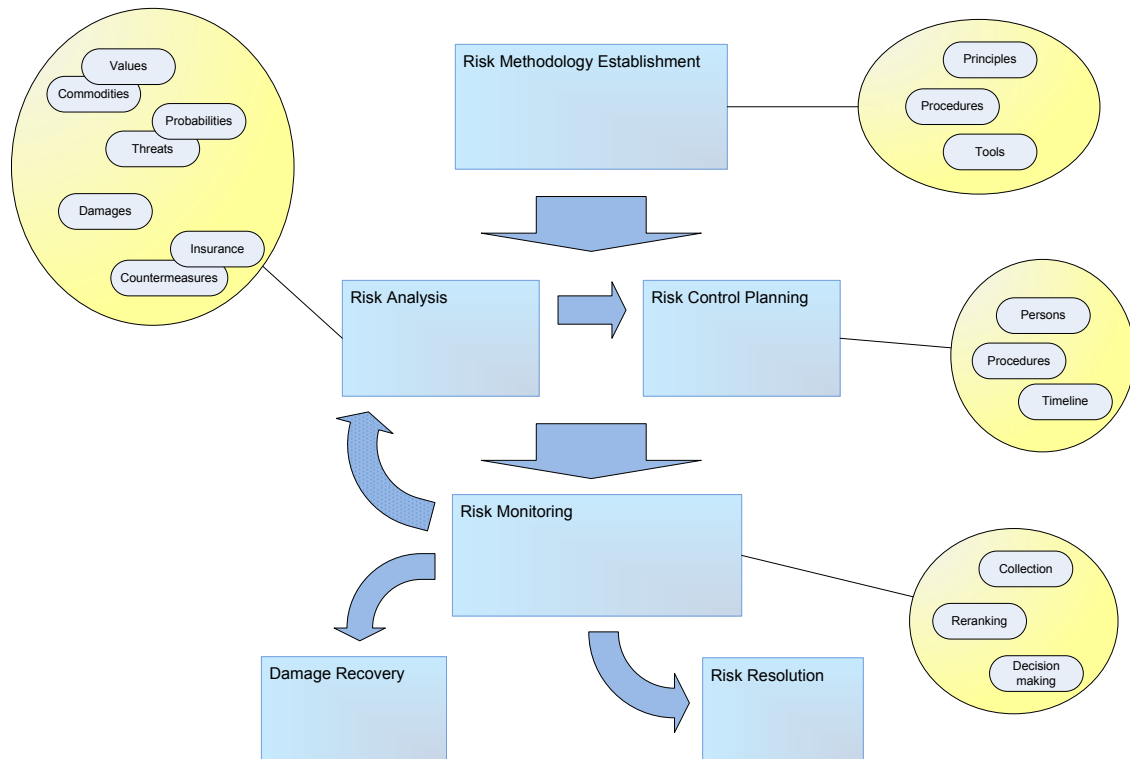 Values
Commodities
Probabilities
Threats
Damages
Insurance
Countermeasures
Risk Methodology Establishment
Principles
Procedures
Tools
Risk Analysis
Risk Control Planning
Persons
Procedures
Timeline
Risk Monitoring
Collection
Reranking
Decision
making
Damage Recovery
Risk Resolution